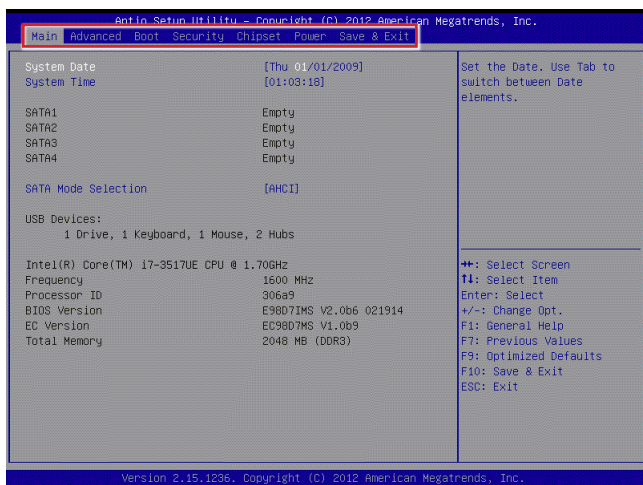 Aptio Setup Utility – Copyright (C) 2012 American Megatrends, Inc.
Main Advanced Boot Security Chipset Power Save & Exit
System Date [Thu 01/01/2009]
System Time [01:03:18]
SATA1 Empty
SATA2 Empty
SATA3 Empty
SATA4 Empty
SATA Mode Selection [AHCI]
USB Devices:
1 Drive, 1 Keyboard, 1 Mouse, 2 Hubs
Intel(R) Core(TM) i7-3517UE CPU @ 1.70GHz
Frequency 1600 MHZ
Processor ID 306a9
BIOS Version E98D7IMS V2.0b6 021914
EC Version EC98D7MS V1.0b9
Total Memory 2048 MB (DDR3)
Set the Date. Use Tab to
switch between Date
elements.
→←: Select Screen
↑↓: Select Item
Enter: Select
+/-: Change Opt.
F1: General Help
F7: Previous Values
F9: Optimized Defaults
F10: Save & Exit
ESC: Exit
Version 2.15.1236. Copyright (C) 2012 American Megatrends, Inc.